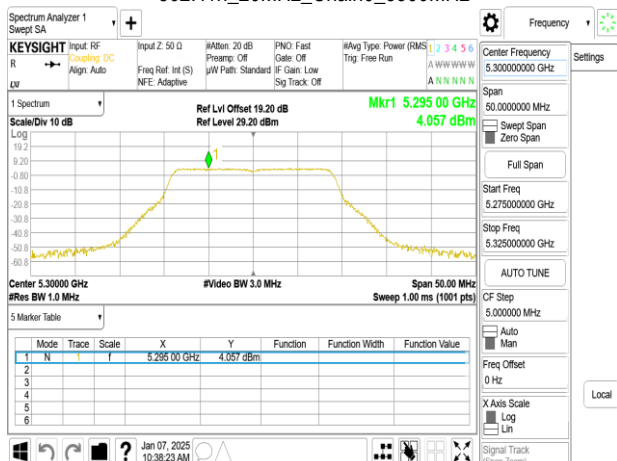 Spectrum Analyzer 1
Swept SA
Frequency
KEYSIGHT
Input: RF
Coupling: DC
Align: Auto
Input Z: 50 Ω
Freq Ref: Int (S)
NFE: Adaptive
#Atten: 20 dB
Preamp: Off
µW Path: Standard
PNO: Fast
Gate: Off
IF Gain: Low
Sig Track: Off
#Avg Type: Power (RMS
Trig: Free Run
1 2 3 4 5 6
A W W W W W
A N N N N N
R
LXI
1 Spectrum
Scale/Div 10 dB
Log
Ref Lvl Offset 19.20 dB
Ref Level 29.20 dBm
Mkr1 5.295 00 GHz
4.057 dBm
19.2
9.20
-0.80
-10.8
-20.8
-30.8
-40.8
-50.8
-60.8
1
Center 5.30000 GHz
#Res BW 1.0 MHz
#Video BW 3.0 MHz
Span 50.00 MHz
Sweep 1.00 ms (1001 pts)
5 Marker Table
Mode Trace Scale X Y Function Function Width Function Value
1 N 1 f 5.295 00 GHz 4.057 dBm
2
3
4
5
6
Jan 07, 2025
10:38:23 AM
Center Frequency
5.300000000 GHz
Span
50.0000000 MHz
Swept Span
Zero Span
Full Span
Start Freq
5.275000000 GHz
Stop Freq
5.325000000 GHz
AUTO TUNE
CF Step
5.000000 MHz
Auto
Man
Freq Offset
0 Hz
X Axis Scale
Log
Lin
Signal Track
Settings
Local